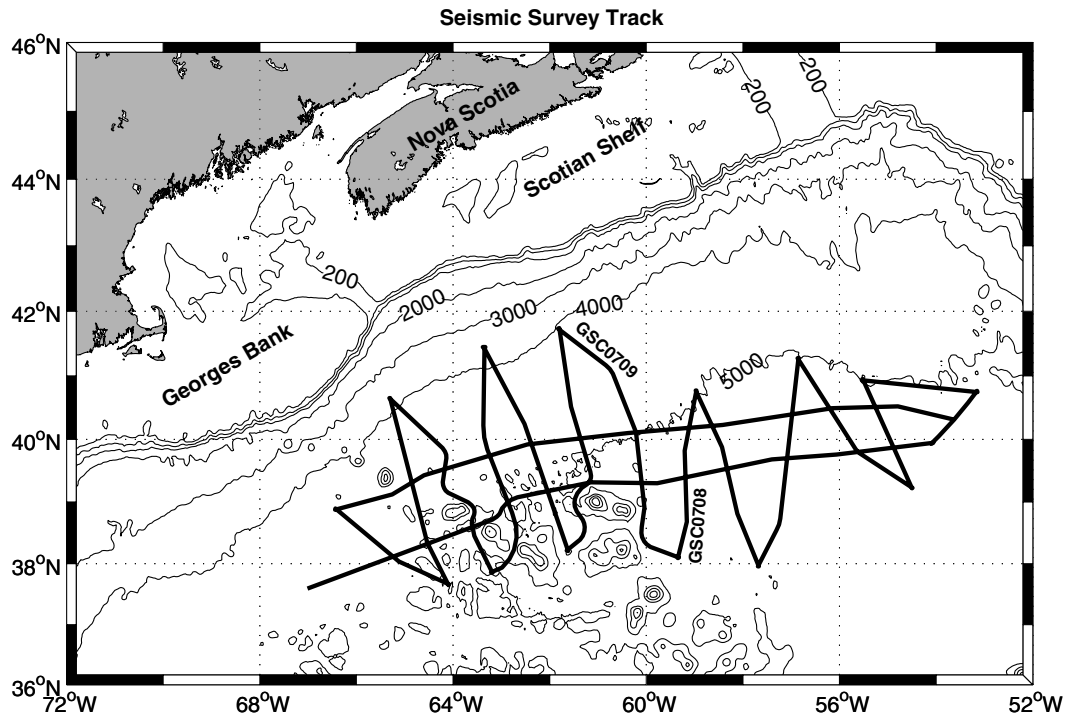 Seismic Survey Track
46°N
44°N
42°N
40°N
38°N
36°N
72°W
68°W
64°W
60°W
56°W
52°W
Nova Scotia
Scotian Shelf
Georges Bank
200
200
200
2000
3000
4000
5000
GSC0709
GSC0708